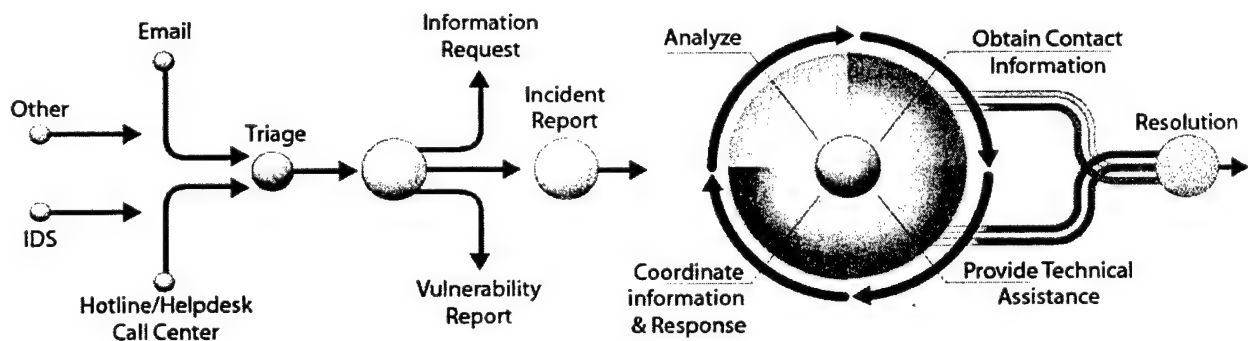 Email
Other
IDS
Hotline/Helpdesk
Call Center
Triage
Information
Request
Incident
Report
Vulnerability
Report
Analyze
Obtain Contact
Information
Coordinate
information
& Response
Provide Technical
Assistance
Resolution